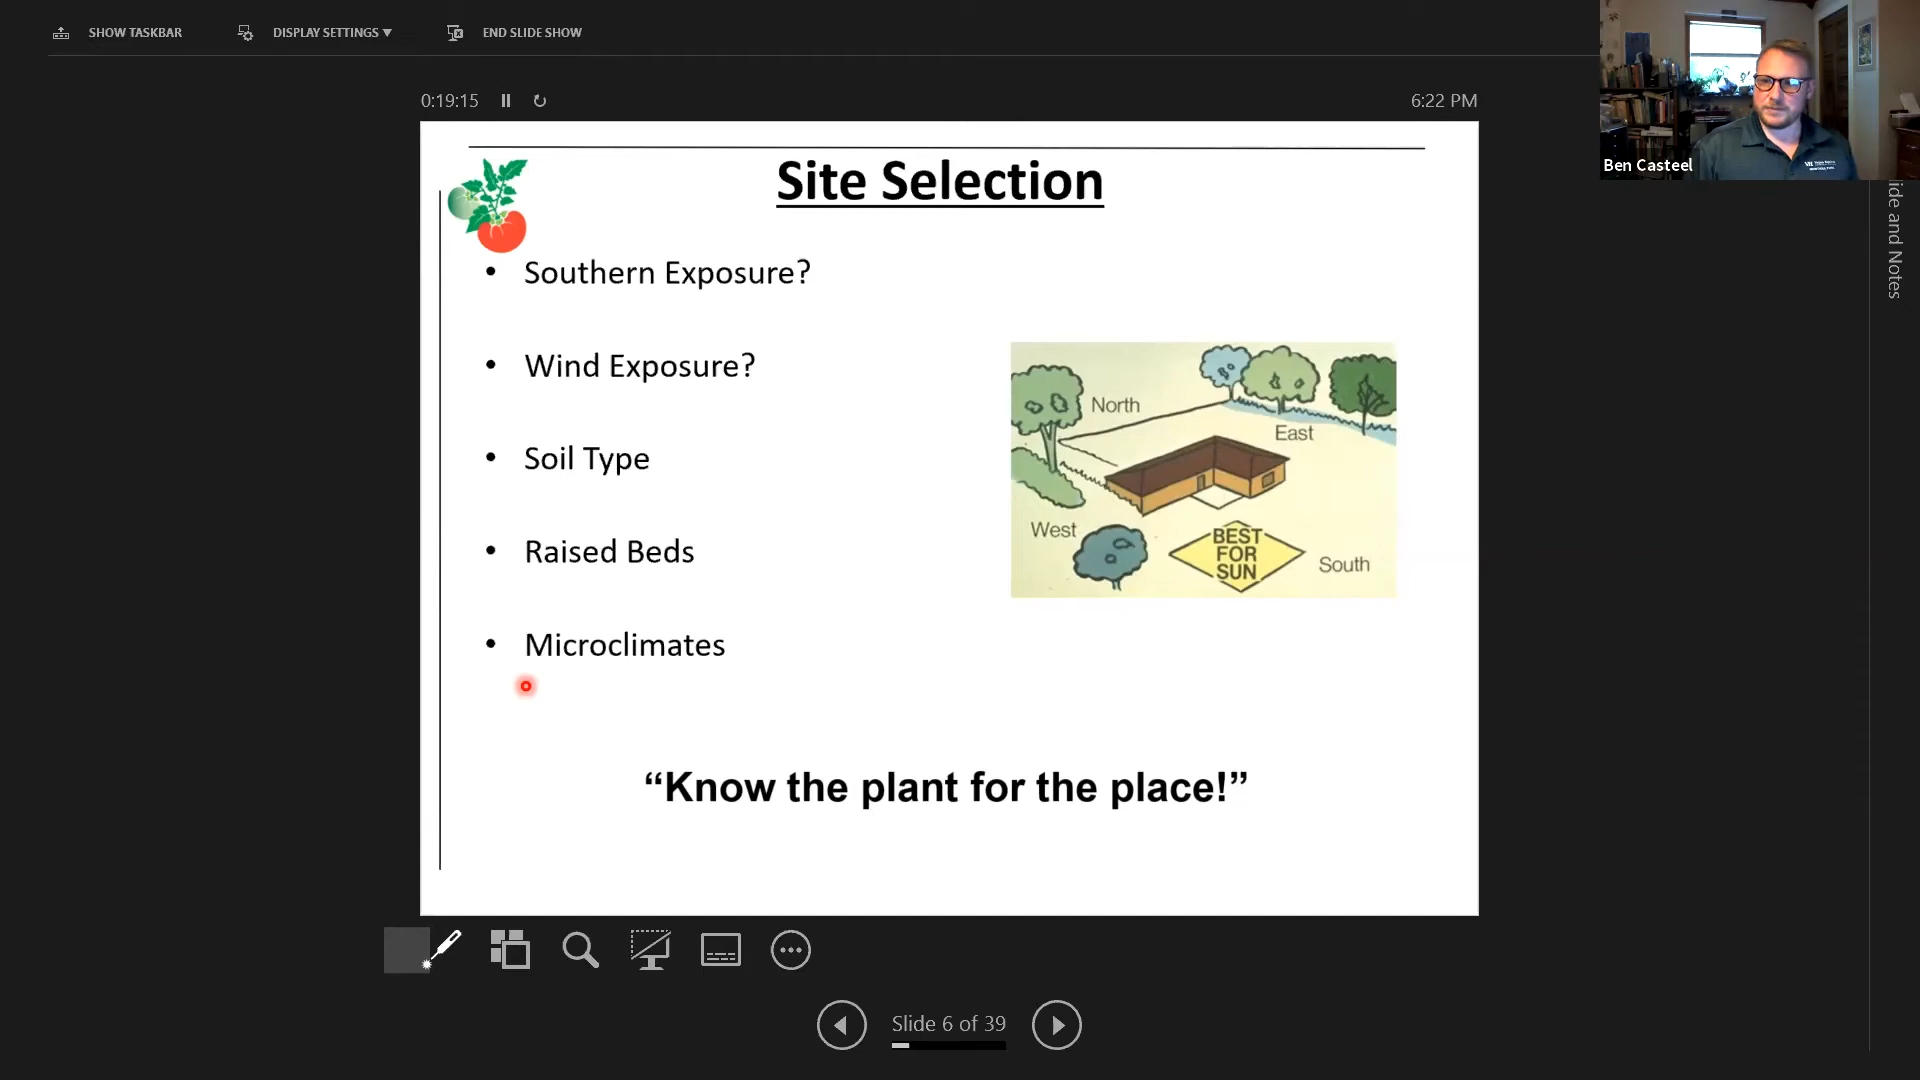 SHOW TASKBAR
DISPLAY SETTINGS ▾
END SLIDE SHOW
0:19:15
6:22 PM
Ben Casteel
lide and Notes
Site Selection
• Southern Exposure?
• Wind Exposure?
• Soil Type
• Raised Beds
• Microclimates
North
East
West
BEST
FOR
SUN
South
“Know the plant for the place!”
Slide 6 of 39